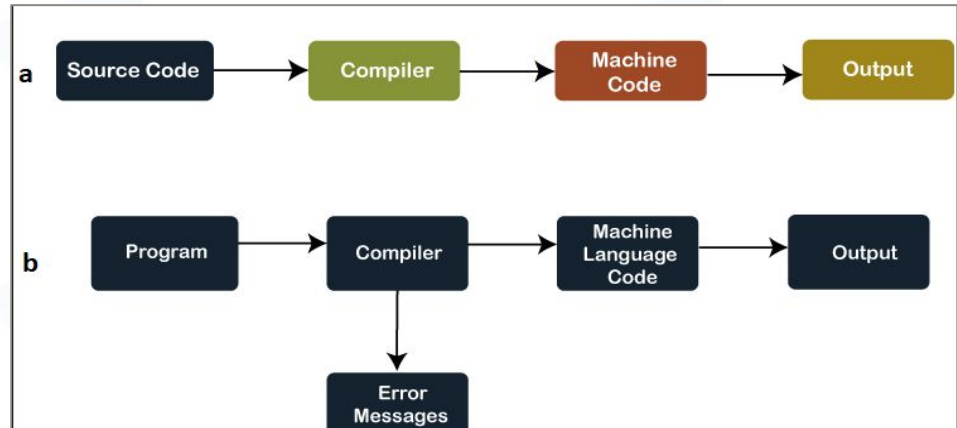 a
Source Code
Compiler
Machine
Code
Output
b
Program
Compiler
Machine
Language
Code
Output
Error
Messages